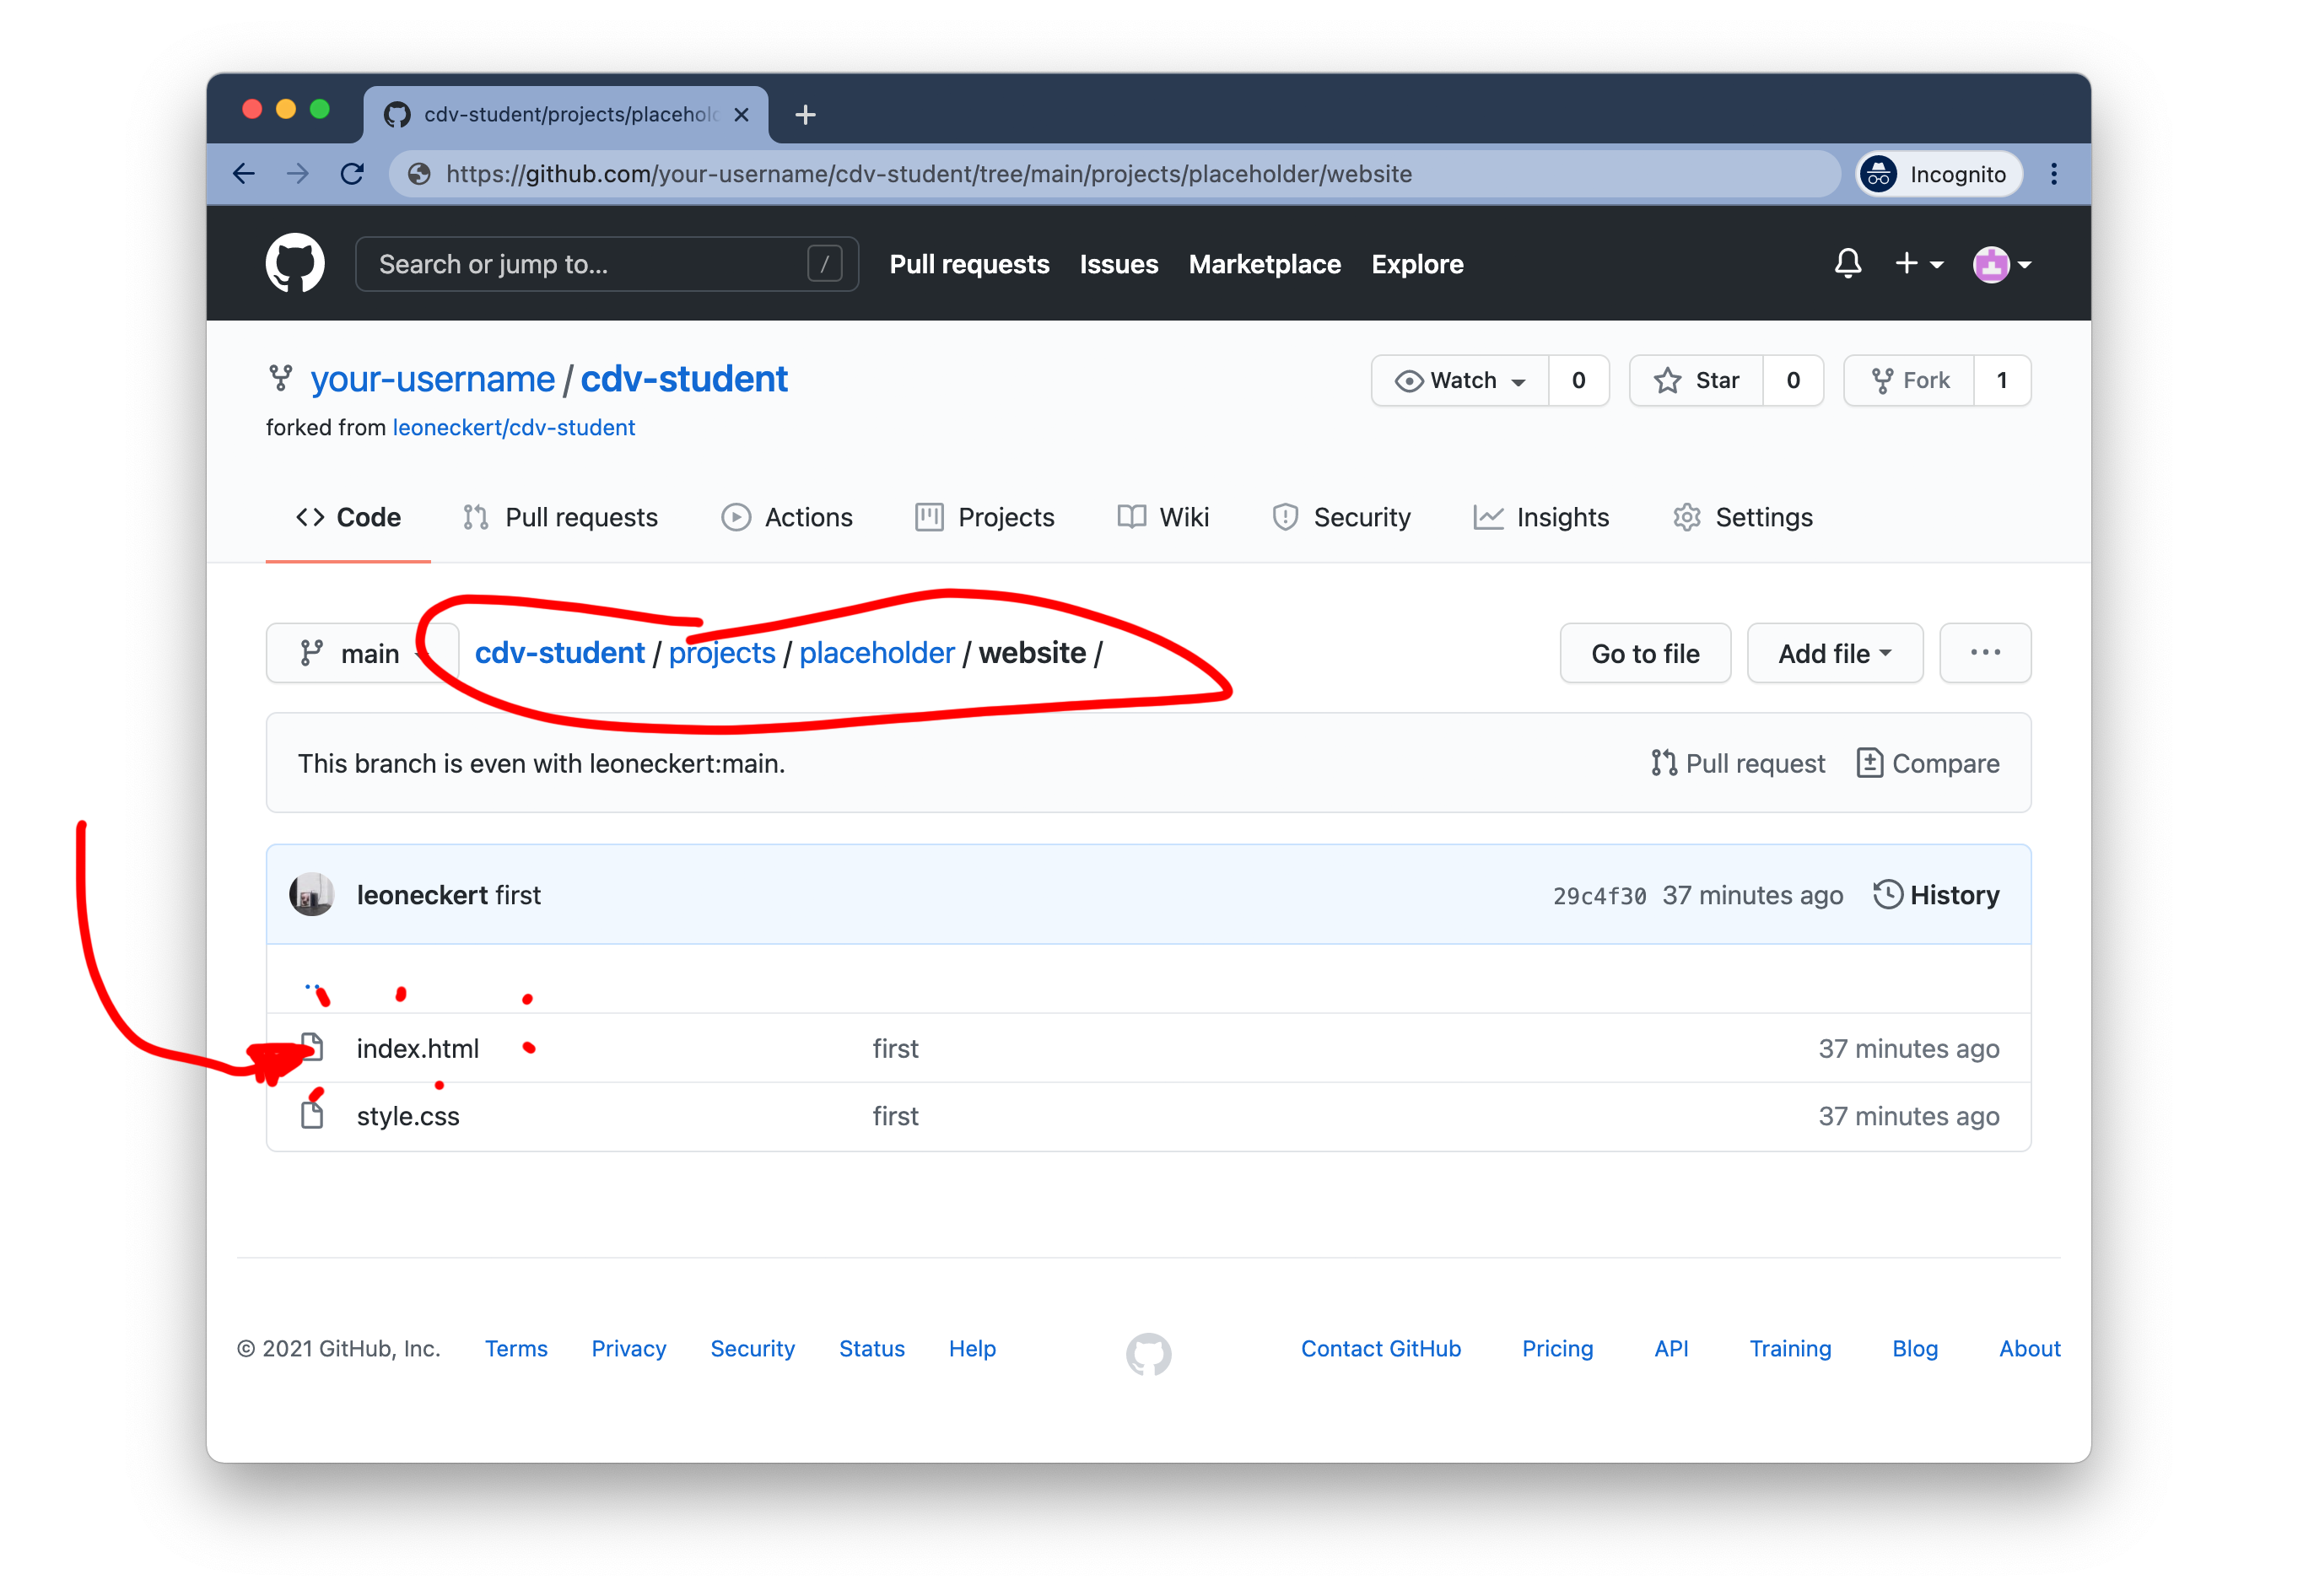 cdv-student/projects/placehol
https://github.com/your-username/cdv-student/tree/main/projects/placeholder/website
Incognito
Search or jump to... /
Pull requests Issues Marketplace Explore
your-username / cdv-student
Watch 0 Star 0 Fork 1
forked from leoneckert/cdv-student
Code Pull requests Actions Projects Wiki Security Insights Settings
main cdv-student / projects / placeholder / website / Go to file Add file ...
This branch is even with leoneckert:main. Pull request Compare
leoneckert first 29c4f30 37 minutes ago History
..
index.html first 37 minutes ago
style.css first 37 minutes ago
© 2021 GitHub, Inc. Terms Privacy Security Status Help Contact GitHub Pricing API Training Blog About